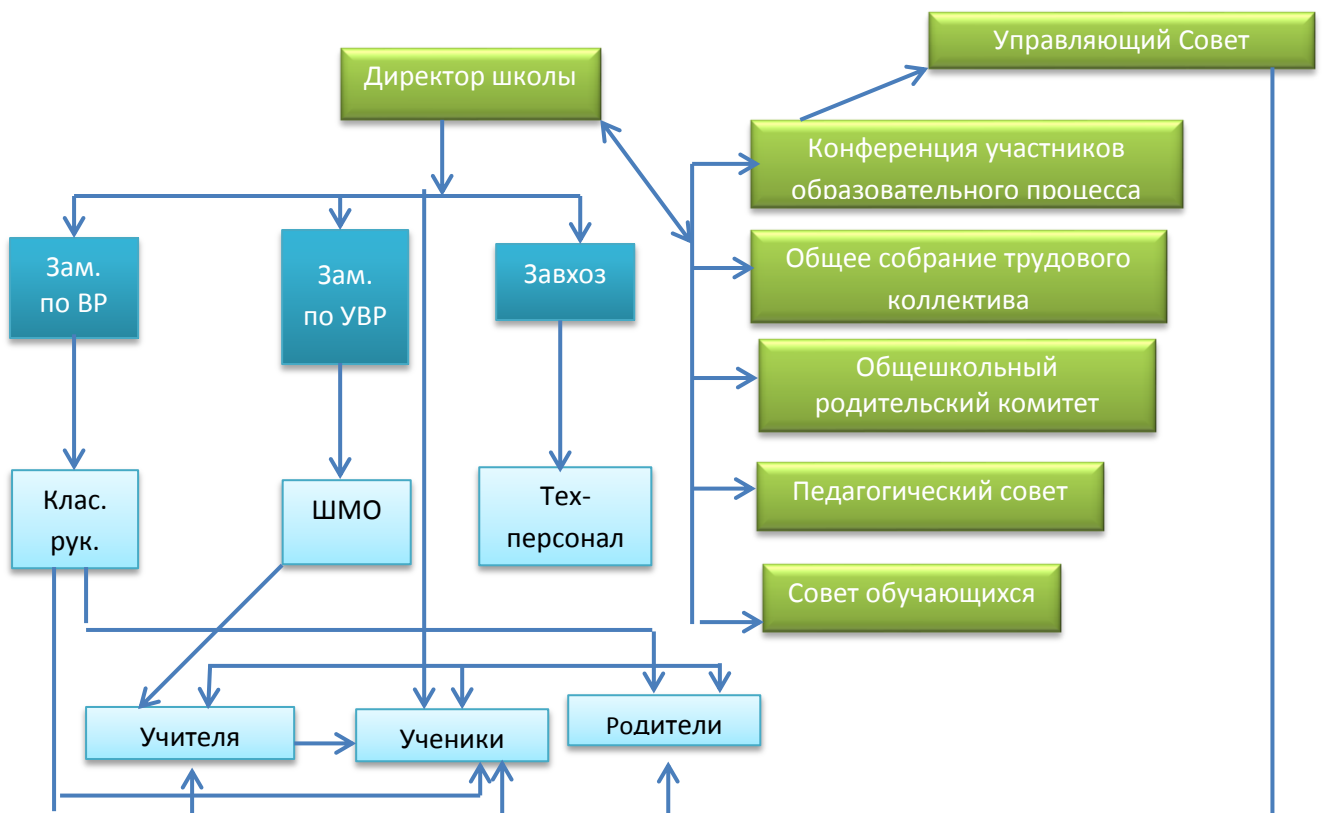 Управляющий Совет
Директор школы
Конференция участников
образовательного процесса
Общее собрание трудового
коллектива
Общешкольный
родительский комитет
Педагогический совет
Совет обучающихся
Зам.
по ВР
Зам.
по УВР
Завхоз
Клас.
рук.
ШМО
Тех-
персонал
Учителя
Ученики
Родители